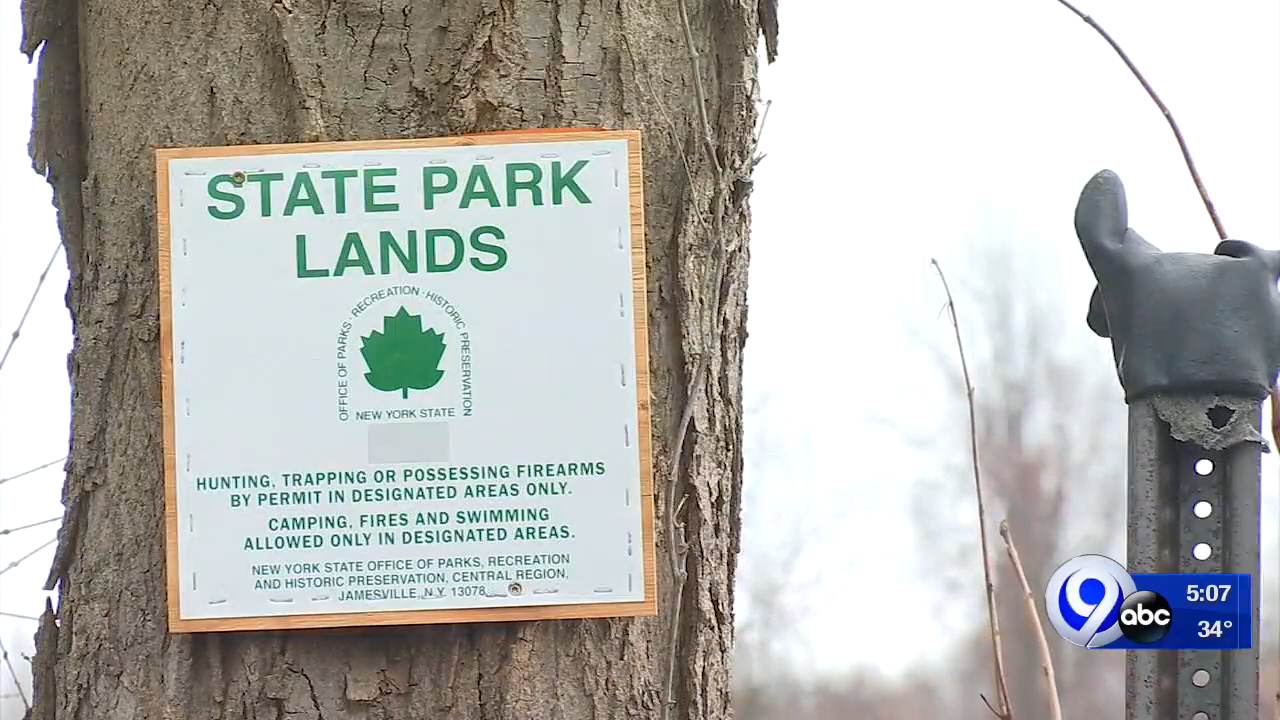 STATE PARK
LANDS
OFFICE OF PARKS · RECREATION · HISTORIC PRESERVATION
NEW YORK STATE
HUNTING, TRAPPING OR POSSESSING FIREARMS
BY PERMIT IN DESIGNATED AREAS ONLY.
CAMPING, FIRES AND SWIMMING
ALLOWED ONLY IN DESIGNATED AREAS.
NEW YORK STATE OFFICE OF PARKS, RECREATION
AND HISTORIC PRESERVATION, CENTRAL REGION,
JAMESVILLE, N.Y. 13078
9
abc
5:07
34°